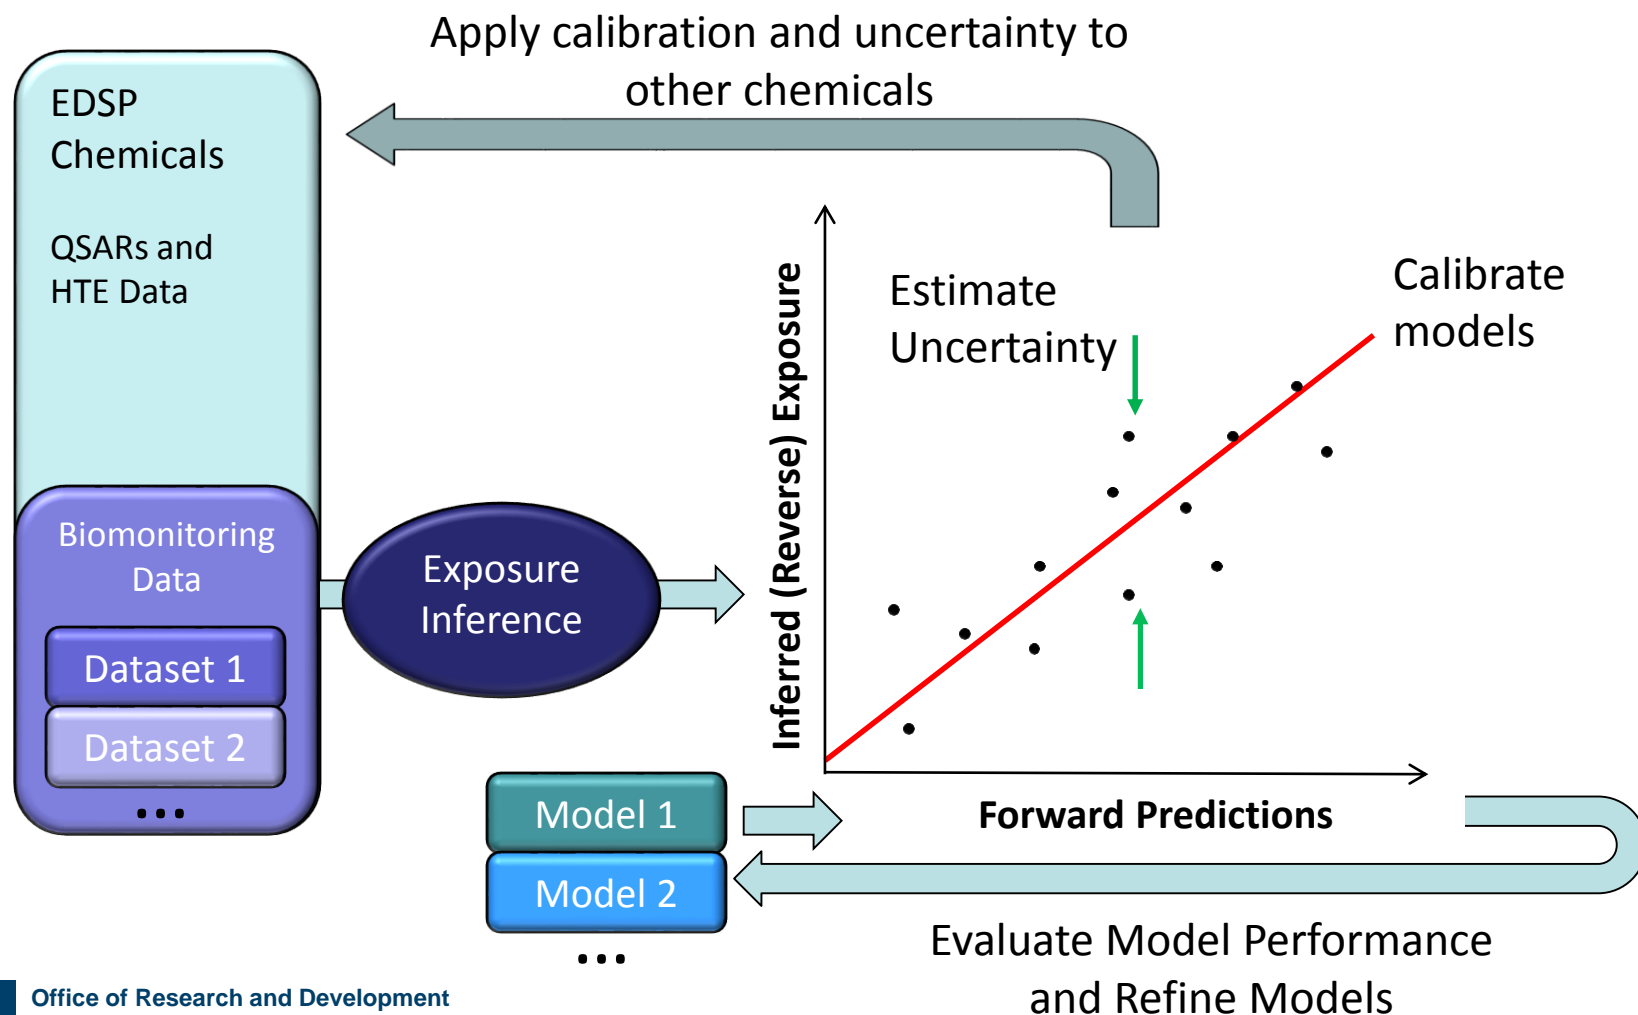 Apply calibration and uncertainty to
other chemicals
EDSP
Chemicals
QSARs and
HTE Data
Biomonitoring
Data
Dataset 1
Dataset 2
...
Exposure
Inference
Inferred (Reverse) Exposure
Estimate
Uncertainty
Calibrate
models
Forward Predictions
Model 1
Model 2
...
Evaluate Model Performance
and Refine Models
Office of Research and Development